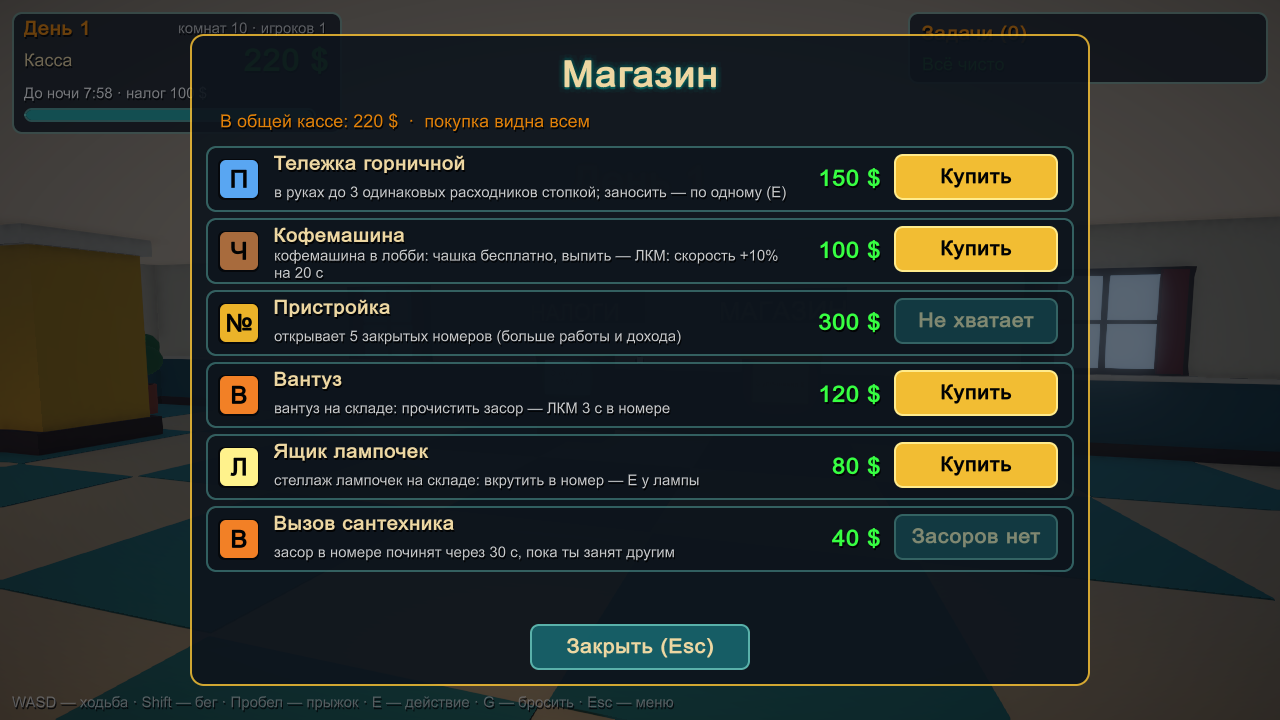 День 1
комнат 10 · игроков 1
Касса
220 $
До ночи 7:58 · налог 100 $
Задачи (0)
Всё чисто
Магазин
В общей кассе: 220 $ · покупка видна всем
П
Тележка горничной
в руках до 3 одинаковых расходников стопкой; заносить — по одному (E)
150 $
Купить
Ч
Кофемашина
кофемашина в лобби: чашка бесплатно, выпить — ЛКМ: скорость +10%
на 20 с
100 $
Купить
№
Пристройка
открывает 5 закрытых номеров (больше работы и дохода)
300 $
Не хватает
В
Вантуз
вантуз на складе: прочистить засор — ЛКМ 3 с в номере
120 $
Купить
Л
Ящик лампочек
стеллаж лампочек на складе: вкрутить в номер — E у лампы
80 $
Купить
В
Вызов сантехника
засор в номере починят через 30 с, пока ты занят другим
40 $
Засоров нет
Закрыть (Esc)
WASD — ходьба · Shift — бег · Пробел — прыжок · E — действие · G — бросить · Esc — меню